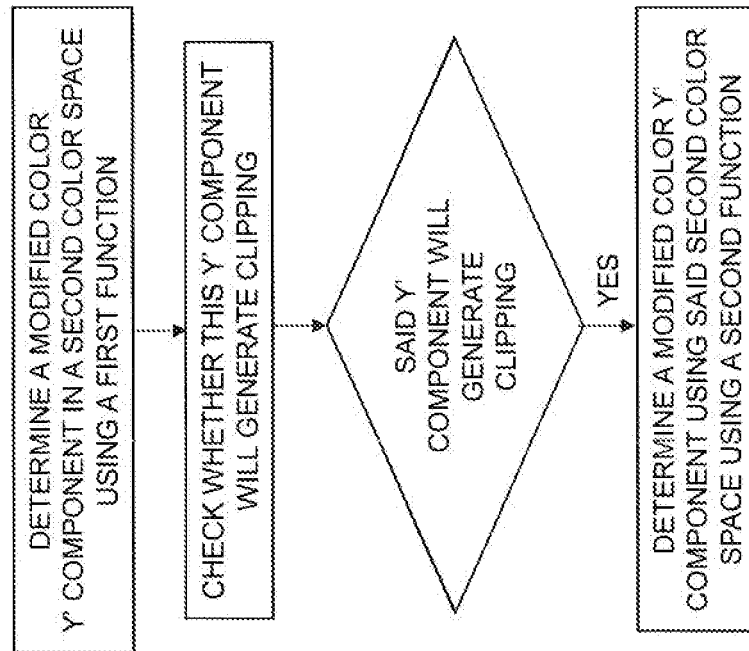 DETERMINE A MODIFIED COLOR
Y' COMPONENT IN A SECOND COLOR SPACE
USING A FIRST FUNCTION
CHECK WHETHER THIS Y' COMPONENT
WILL GENERATE CLIPPING
SAID Y'
COMPONENT WILL
GENERATE
CLIPPING
YES
DETERMINE A MODIFIED COLOR Y'
COMPONENT USING SAID SECOND COLOR
SPACE USING A SECOND FUNCTION